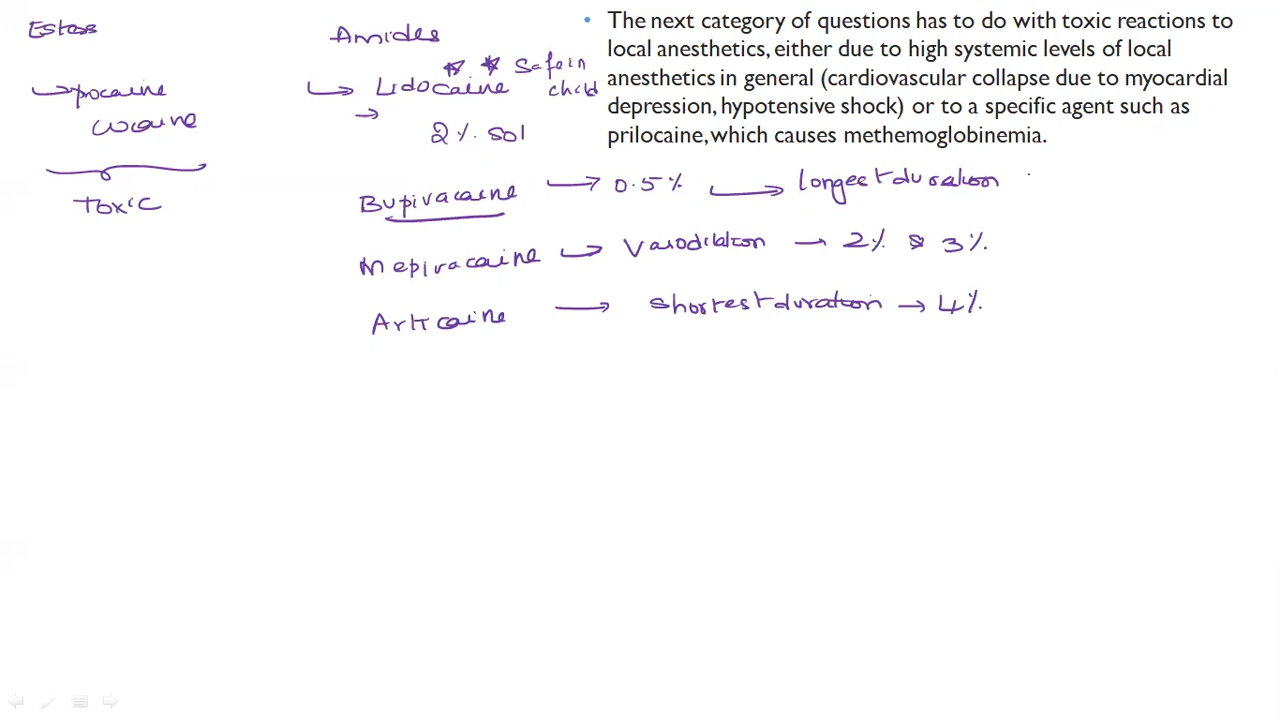 Esters
Amides
• The next category of questions has to do with toxic reactions to
local anesthetics, either due to high systemic levels of local
anesthetics in general (cardiovascular collapse due to myocardial
depression, hypotensive shock) or to a specific agent such as
prilocaine, which causes methemoglobinemia.
procaine
cocaine
Toxic
Lidocaine
Safe in
child
2% sol
Bupivacaine → 0.5% → longest duration
Mepivacaine → Vasodilation → 2% & 3%.
Articaine → shortest duration → 4%.